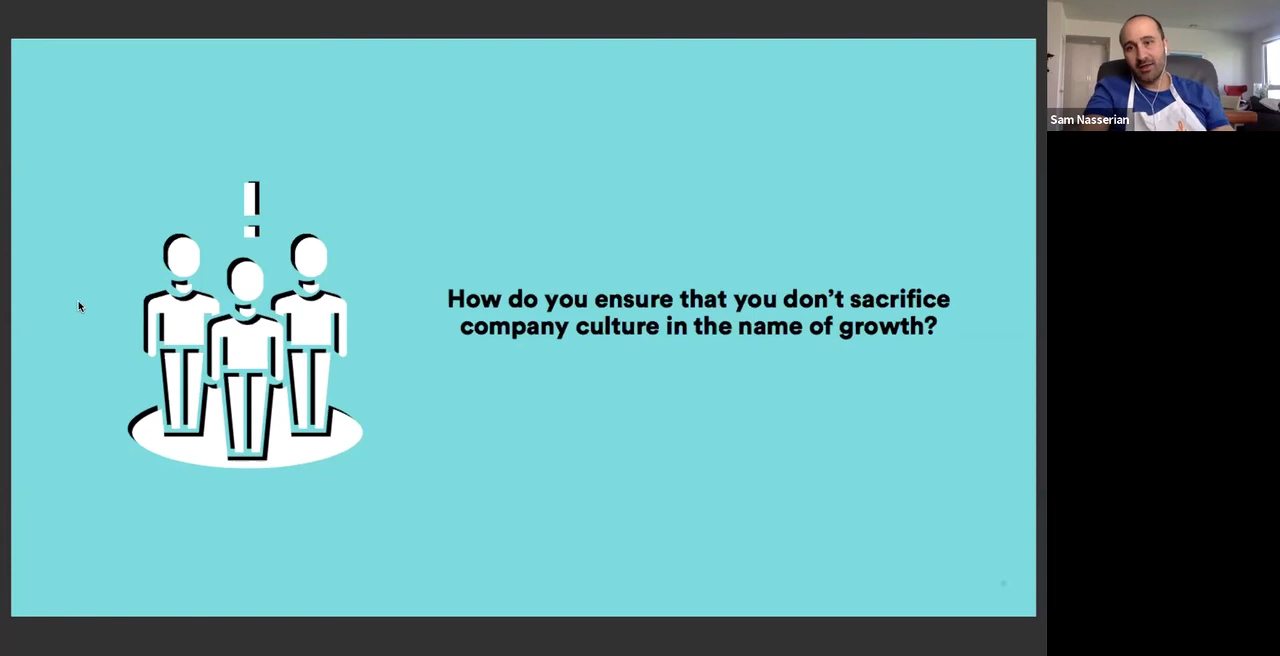 !
How do you ensure that you don’t sacrifice
company culture in the name of growth?
Sam Nasserian